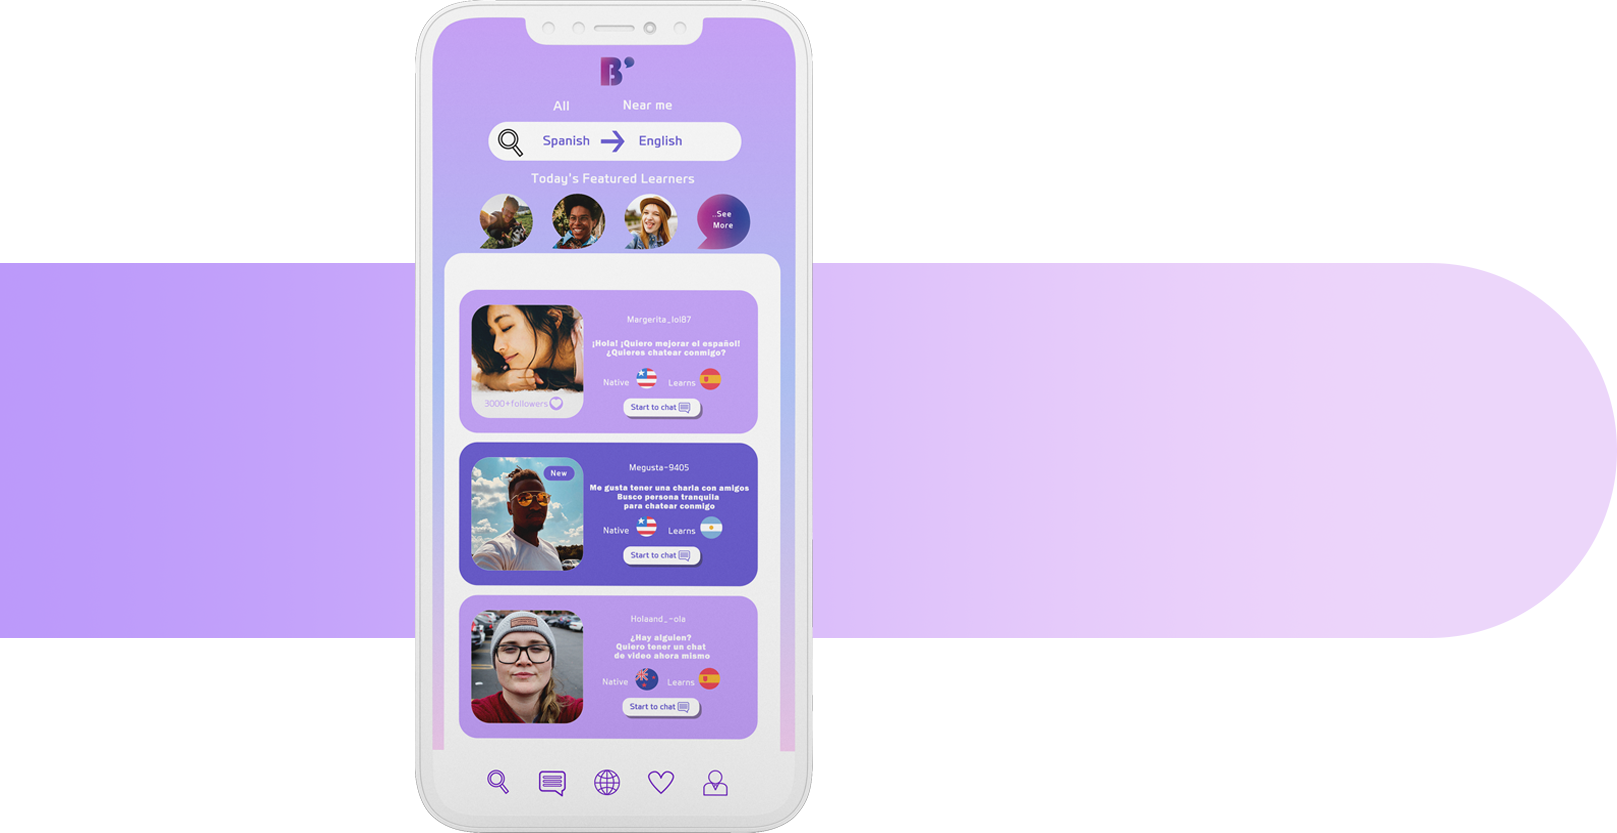 B
All Near me
Spanish English
Today's Featured Learners
..See
More
Margerita_lol87
¡Hola! ¡Quiero mejorar el español!
¿Quieres chatear conmigo?
Native Learns
3000+followers
Start to chat
New
Megusta-9405
Me gusta tener una charla con amigos
Busco persona tranquila
para chatear conmigo
Native Learns
Start to chat
Holaand_-ola
¿Hay alguien?
Quiero tener un chat
de video ahora mismo
Native Learns
Start to chat